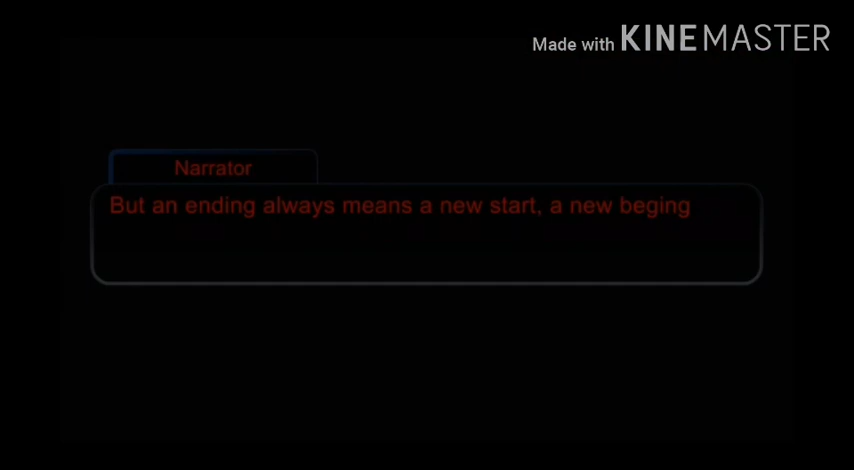 Made with KINEMASTER
Narrator
But an ending always means a new start, a new beging